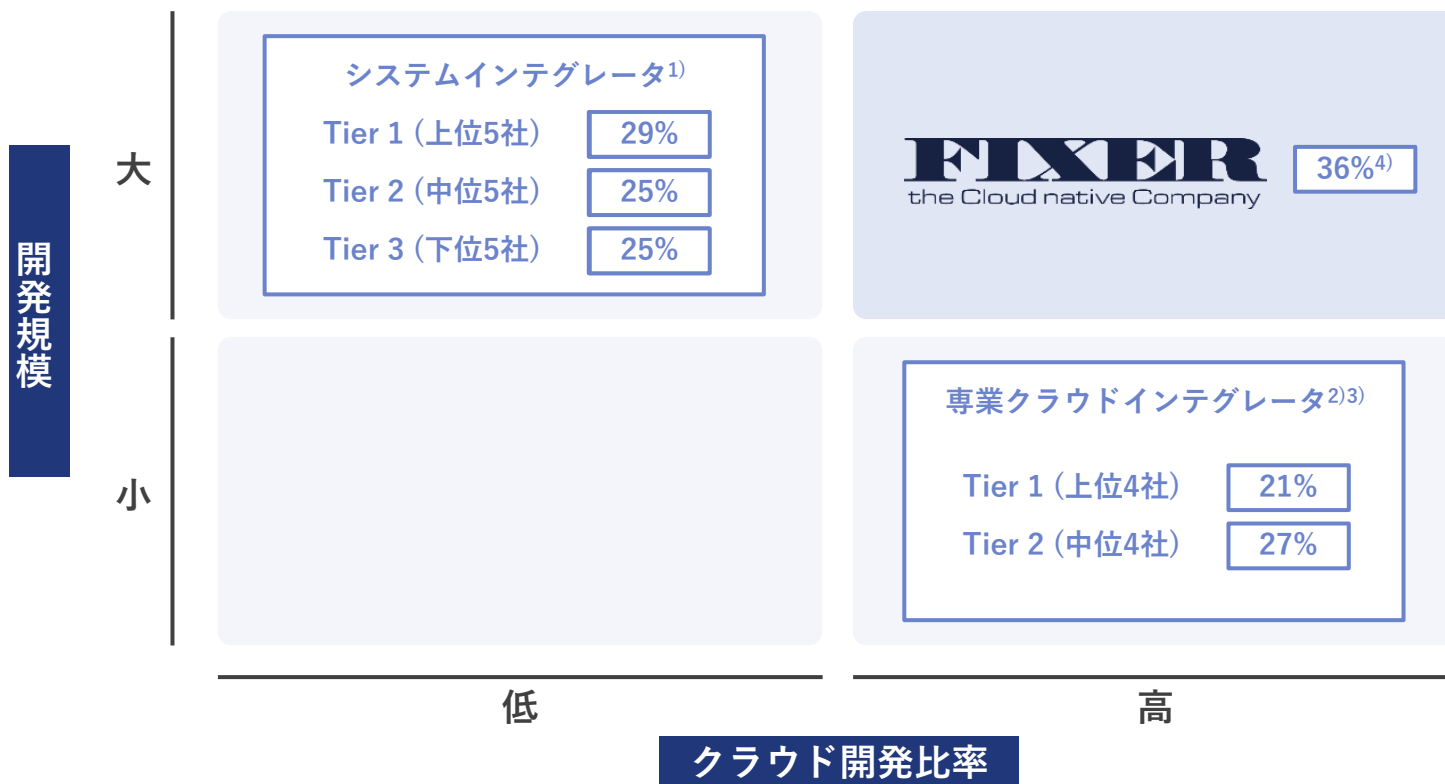 開発規模
大
システムインテグレータ1)
Tier 1 (上位5社) 29%
Tier 2 (中位5社) 25%
Tier 3 (下位5社) 25%
FIXER
the Cloud native Company
36%4)
小
専業クラウドインテグレータ2)3)
Tier 1 (上位4社) 21%
Tier 2 (中位4社) 27%
低
高
クラウド開発比率